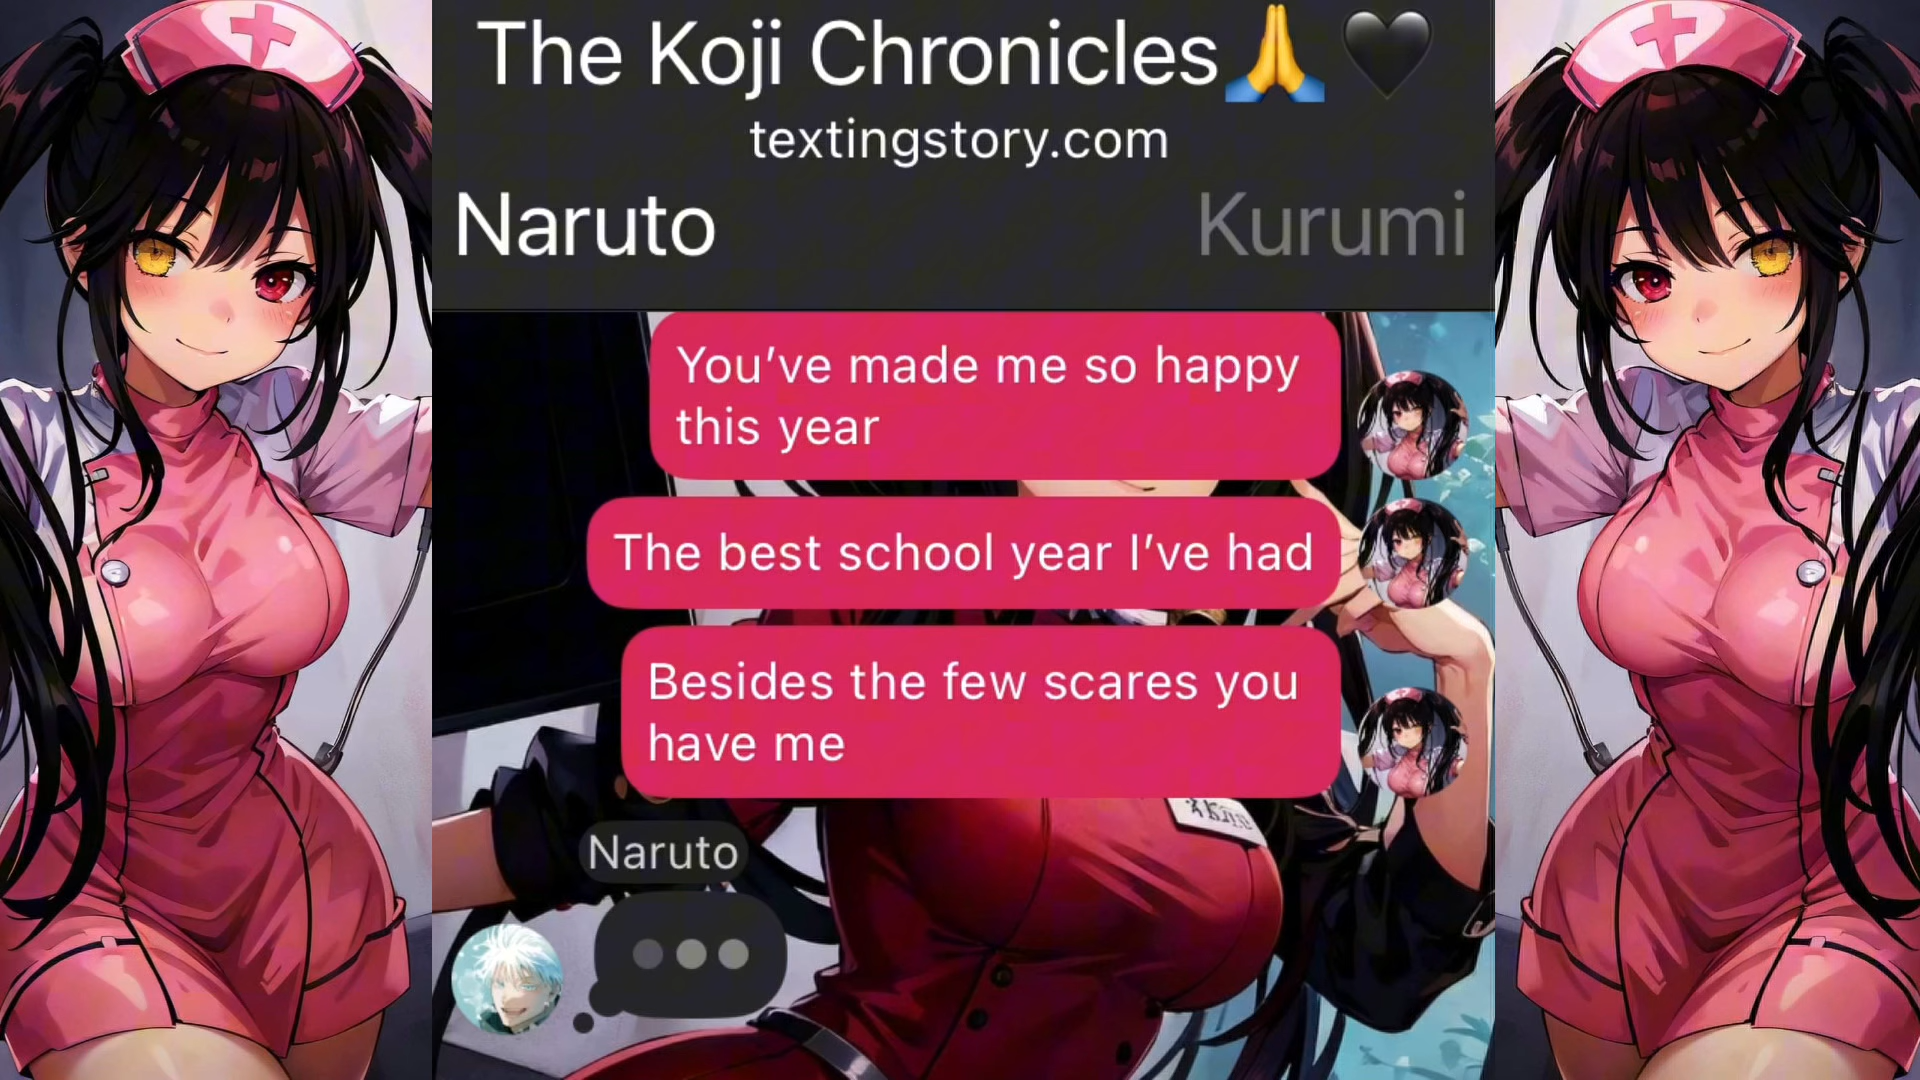 The Koji Chronicles🙏🖤
textingstory.com
Naruto
Kurumi
You’ve made me so happy
this year
The best school year I’ve had
Besides the few scares you
have me
Naruto